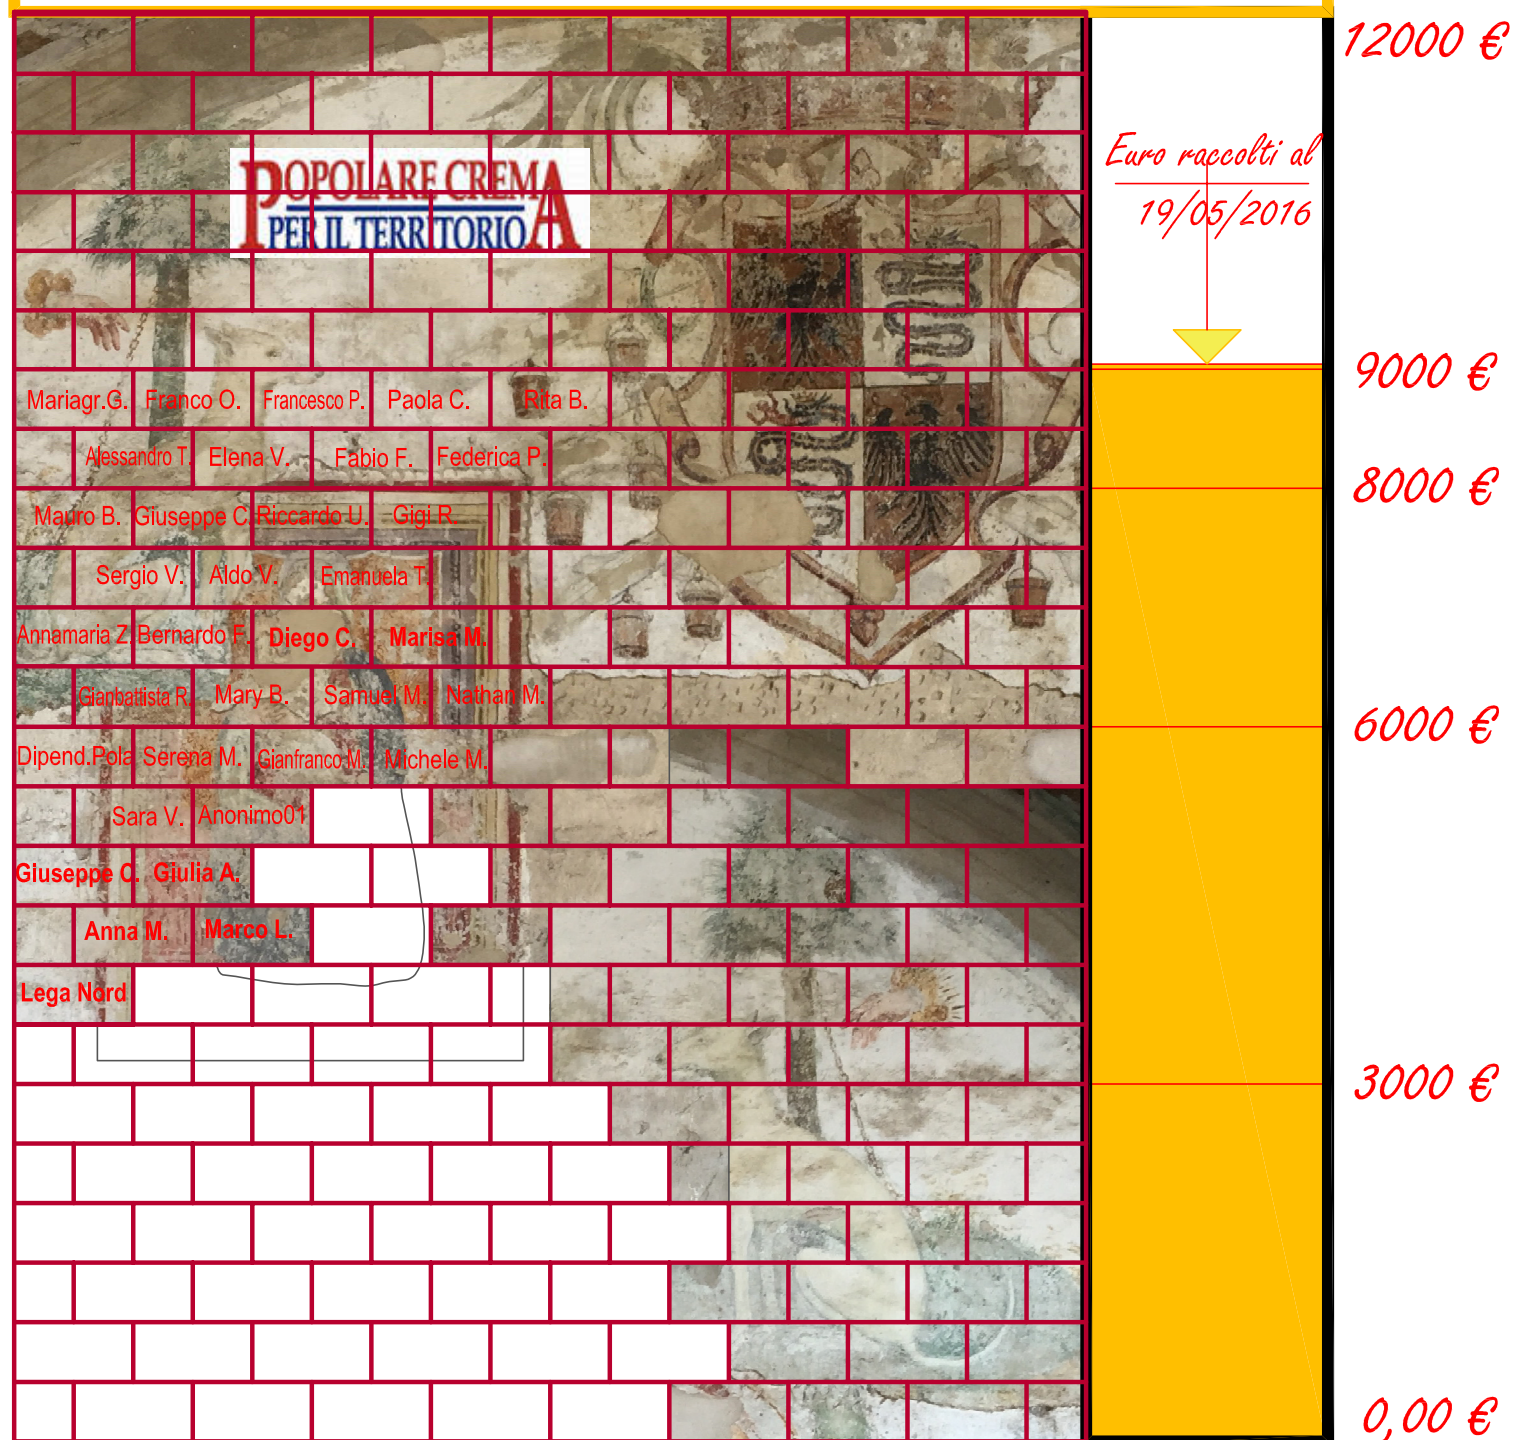 12000 €
Euro raccolti al
19/05/2016
POPOLARE CREMA
PER IL TERRITORIO
9000 €
Mariagr.G. Franco O. Francesco P. Paola C. Rita B.
Alessandro T. Elena V. Fabio F. Federica P.
8000 €
Mauro B. Giuseppe C. Riccardo U. Gigi R.
Sergio V. Aldo V. Emanuela T.
Annamaria Z. Bernardo F. Diego C. Marisa M.
Gianbattista R. Mary B. Samuel M. Nathan M.
6000 €
Dipend.Pola Serena M. Gianfranco M. Michele M.
Sara V. Anonimo01
Giuseppe C. Giulia A.
Anna M. Marco L.
Lega Nord
3000 €
0,00 €